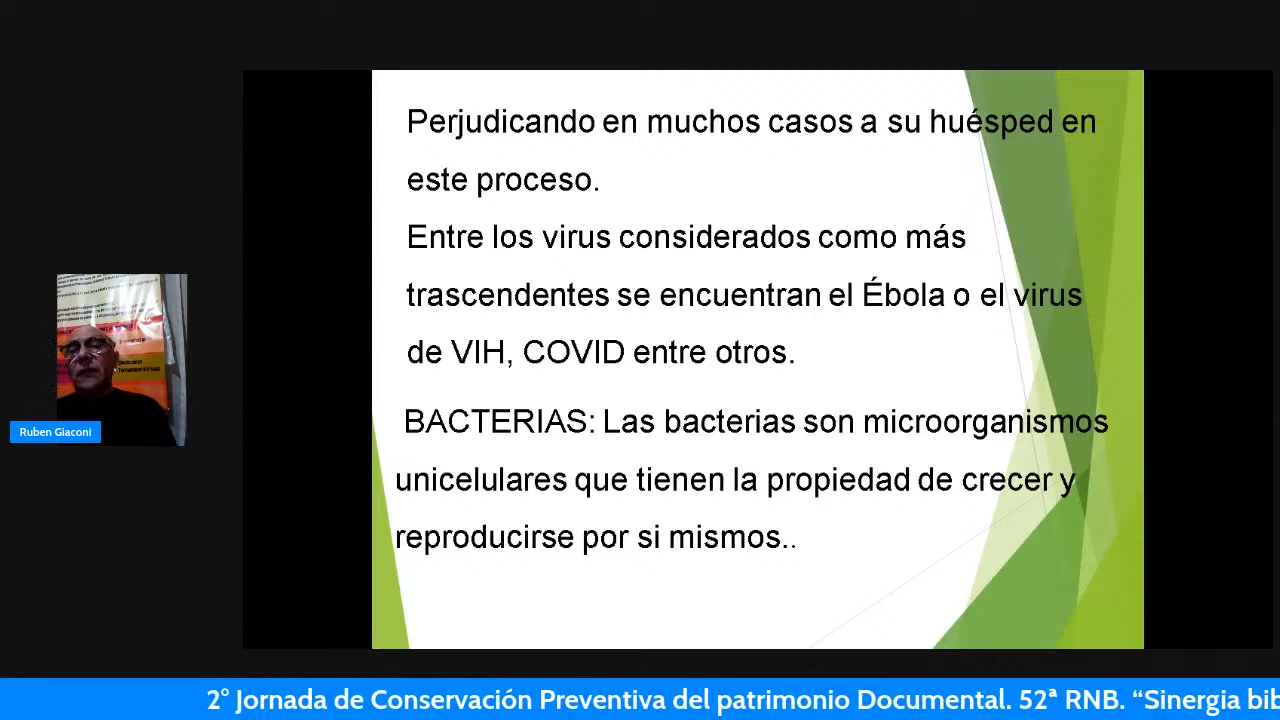 Perjudicando en muchos casos a su huésped en
este proceso.
Entre los virus considerados como más
trascendentes se encuentran el Ébola o el virus
de VIH, COVID entre otros.
BACTERIAS: Las bacterias son microorganismos
unicelulares que tienen la propiedad de crecer y
reproducirse por si mismos..
Ruben Giaconi
2° Jornada de Conservación Preventiva del patrimonio Documental. 52ª RNB. “Sinergia bib